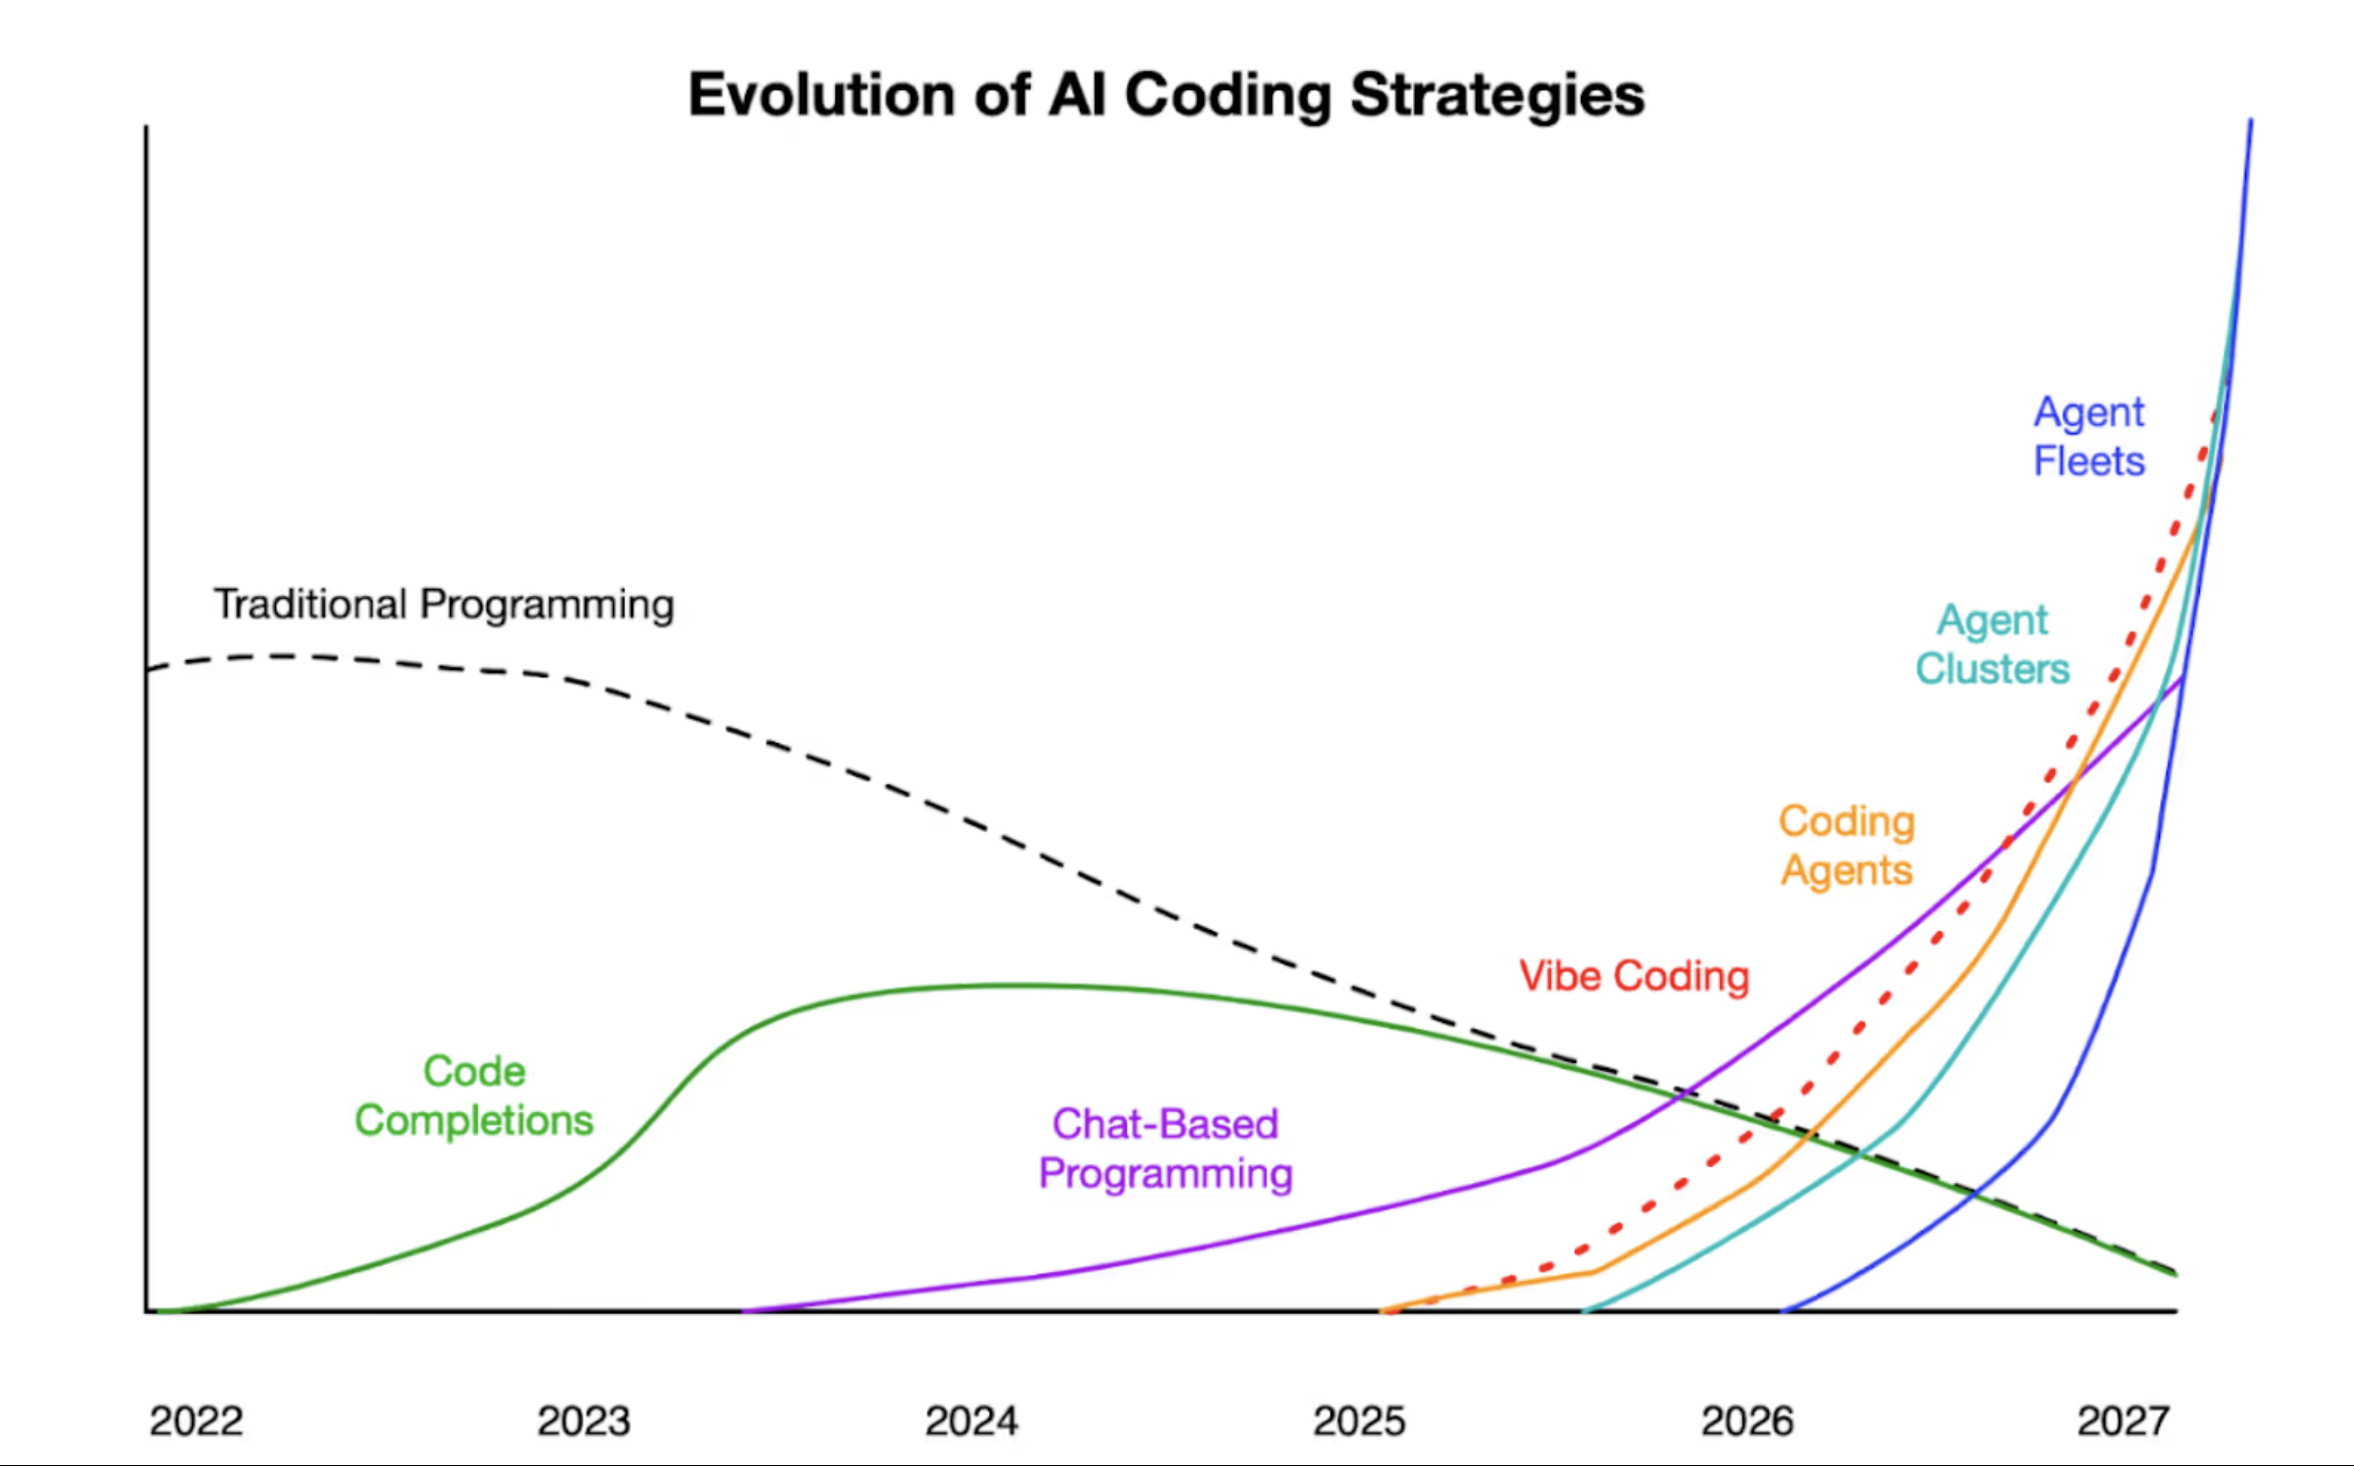 Evolution of AI Coding Strategies
Traditional Programming
Code
Completions
Chat-Based
Programming
Vibe Coding
Coding
Agents
Agent
Clusters
Agent
Fleets
2022
2023
2024
2025
2026
2027